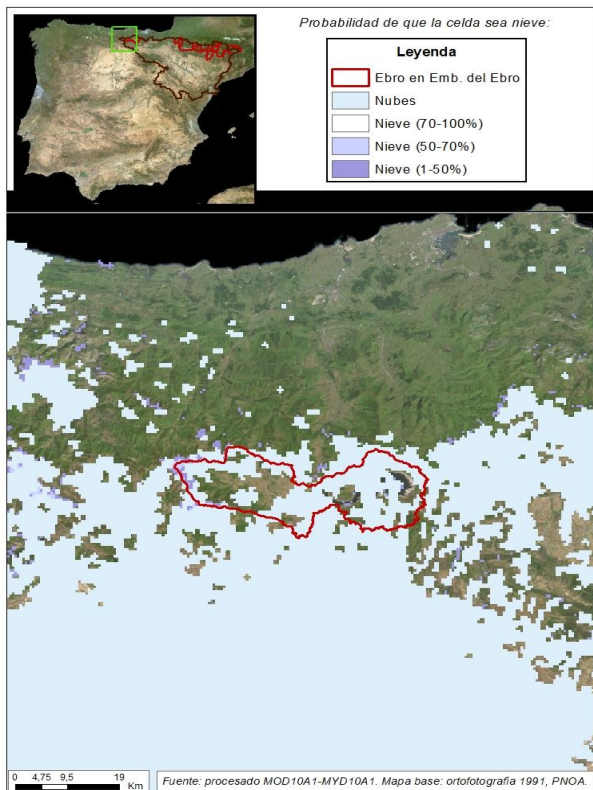 Probabilidad de que la celda sea nieve:
Leyenda
Ebro en Emb. del Ebro
Nubes
Nieve (70-100%)
Nieve (50-70%)
Nieve (1-50%)
0 4,75 9,5 19
Km
Fuente: procesado MOD10A1-MYD10A1. Mapa base: ortofotografia 1991, PNOA.